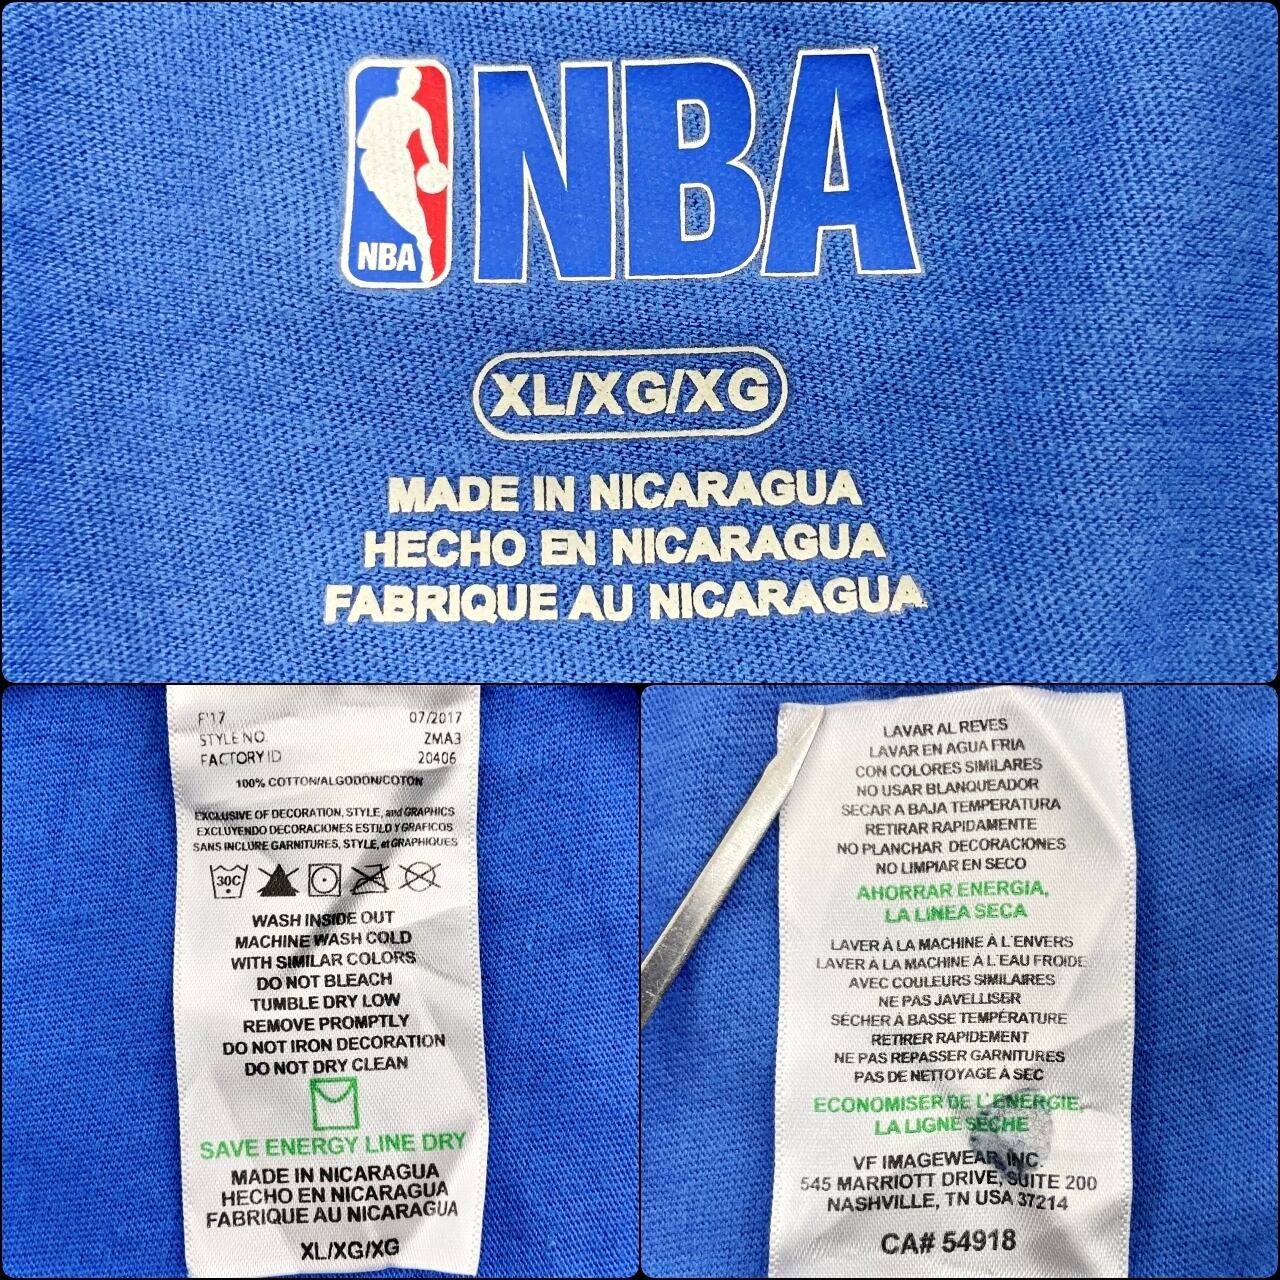 NBA NBA
XL/XG/XG
MADE IN NICARAGUA
HECHO EN NICARAGUA
FABRIQUE AU NICARAGUA
F'17 07/2017
STYLE NO. ZMA3
FACTORY ID 20406
100% COTTON/ALGODON/COTON
EXCLUSIVE OF DECORATION, STYLE, and GRAPHICS
EXCLUYENDO DECORACIONES ESTILO Y GRAFICOS
SANS INCLURE GARNITURES, STYLE, et GRAPHIQUES
30C
WASH INSIDE OUT
MACHINE WASH COLD
WITH SIMILAR COLORS
DO NOT BLEACH
TUMBLE DRY LOW
REMOVE PROMPTLY
DO NOT IRON DECORATION
DO NOT DRY CLEAN
SAVE ENERGY LINE DRY
MADE IN NICARAGUA
HECHO EN NICARAGUA
FABRIQUE AU NICARAGUA
XL/XG/XG
LAVAR AL REVES
LAVAR EN AGUA FRIA
CON COLORES SIMILARES
NO USAR BLANQUEADOR
SECAR A BAJA TEMPERATURA
RETIRAR RAPIDAMENTE
NO PLANCHAR DECORACIONES
NO LIMPIAR EN SECO
AHORRAR ENERGIA,
LA LINEA SECA
LAVER À LA MACHINE À L'ENVERS
LAVER À LA MACHINE À L'EAU FROIDE
AVEC COULEURS SIMILAIRES
NE PAS JAVELLISER
SÉCHER À BASSE TEMPÉRATURE
RETIRER RAPIDEMENT
NE PAS REPASSER GARNITURES
PAS DE NETTOYAGE À SEC
ECONOMISER DE L'ENERGIE,
LA LIGNE SECHE
VF IMAGEWEAR, INC.
545 MARRIOTT DRIVE, SUITE 200
NASHVILLE, TN USA 37214
CA# 54918